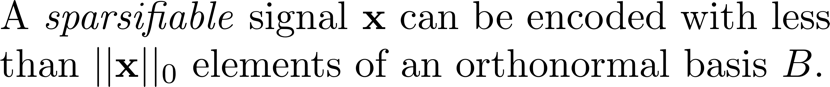 A sparsifiable signal x can be encoded with less
than ||x||₀ elements of an orthonormal basis B.